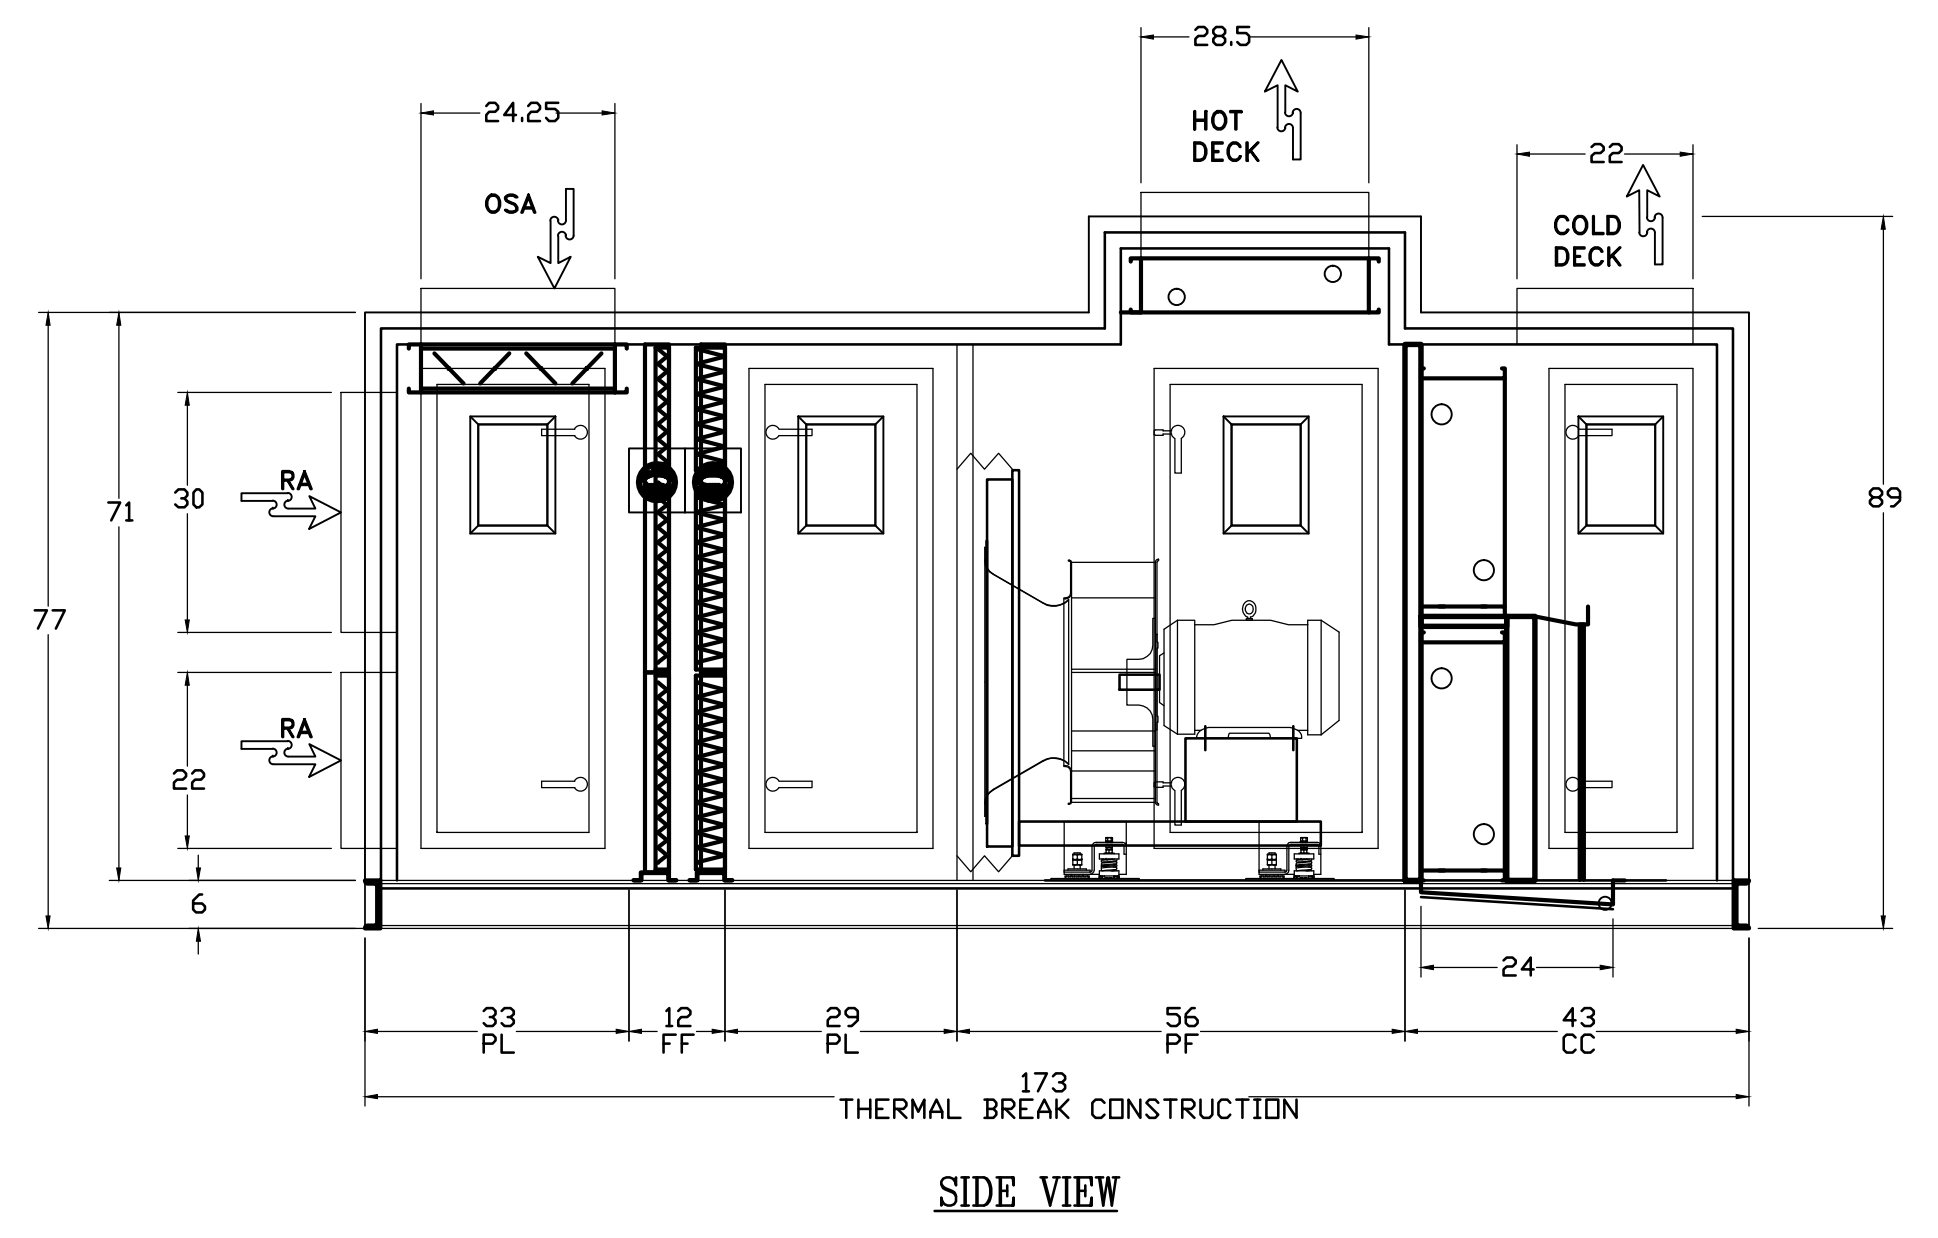 28.5
HOT
DECK
24.25
22
OSA
COLD
DECK
RA
30
71
89
77
RA
22
6
24
33
PL
12
FF
29
PL
56
PF
43
CC
173
THERMAL BREAK CONSTRUCTION
SIDE VIEW